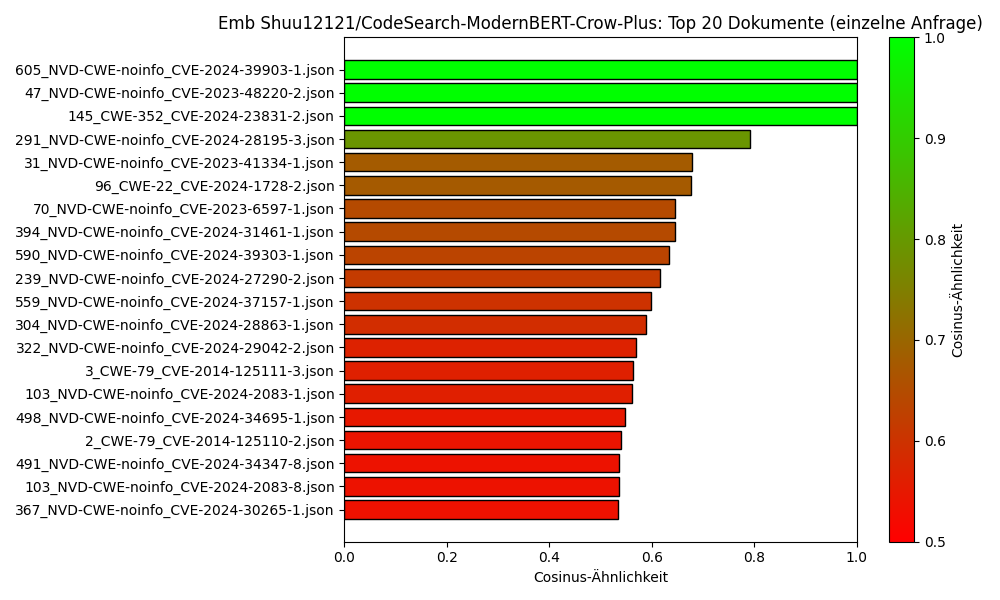 Emb Shuu12121/CodeSearch-ModernBERT-Crow-Plus: Top 20 Dokumente (einzelne Anfrage)
605_NVD-CWE-noinfo_CVE-2024-39903-1.json
47_NVD-CWE-noinfo_CVE-2023-48220-2.json
145_CWE-352_CVE-2024-23831-2.json
291_NVD-CWE-noinfo_CVE-2024-28195-3.json
31_NVD-CWE-noinfo_CVE-2023-41334-1.json
96_CWE-22_CVE-2024-1728-2.json
70_NVD-CWE-noinfo_CVE-2023-6597-1.json
394_NVD-CWE-noinfo_CVE-2024-31461-1.json
590_NVD-CWE-noinfo_CVE-2024-39303-1.json
239_NVD-CWE-noinfo_CVE-2024-27290-2.json
559_NVD-CWE-noinfo_CVE-2024-37157-1.json
304_NVD-CWE-noinfo_CVE-2024-28863-1.json
322_NVD-CWE-noinfo_CVE-2024-29042-2.json
3_CWE-79_CVE-2014-125111-3.json
103_NVD-CWE-noinfo_CVE-2024-2083-1.json
498_NVD-CWE-noinfo_CVE-2024-34695-1.json
2_CWE-79_CVE-2014-125110-2.json
491_NVD-CWE-noinfo_CVE-2024-34347-8.json
103_NVD-CWE-noinfo_CVE-2024-2083-8.json
367_NVD-CWE-noinfo_CVE-2024-30265-1.json
0.0 0.2 0.4 0.6 0.8 1.0
Cosinus-Ähnlichkeit
1.0
0.9
0.8
0.7
0.6
0.5
Cosinus-Ähnlichkeit